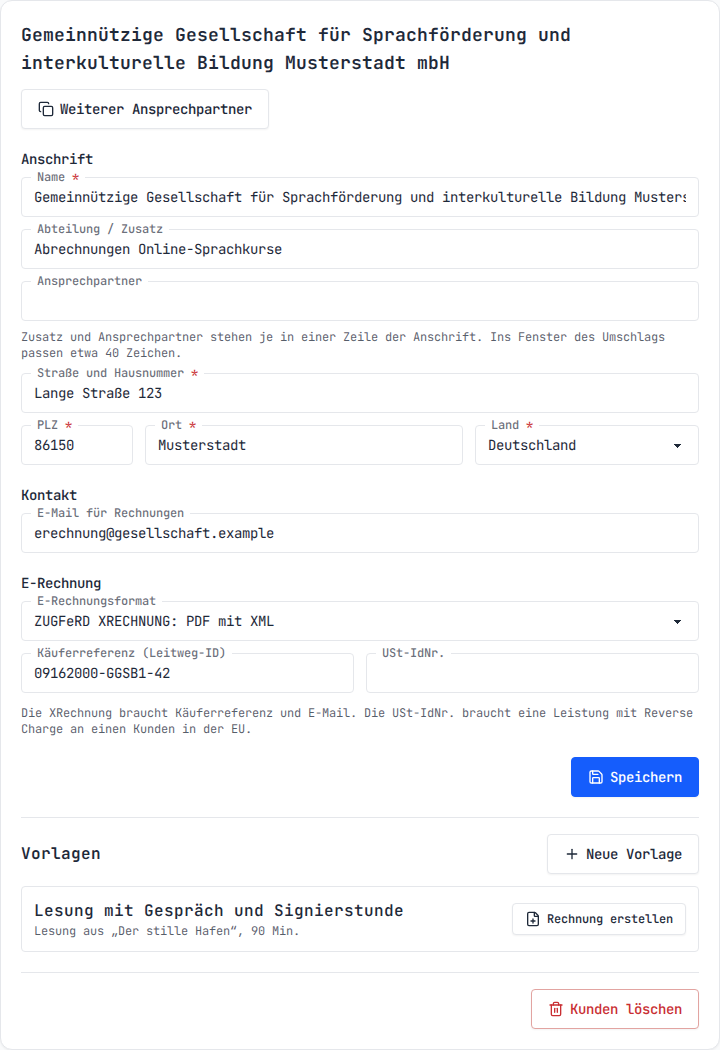 Gemeinnützige Gesellschaft für Sprachförderung und
interkulturelle Bildung Musterstadt mbH
Weiterer Ansprechpartner
Anschrift
Name *
Gemeinnützige Gesellschaft für Sprachförderung und interkulturelle Bildung Musters
Abteilung / Zusatz
Abrechnungen Online-Sprachkurse
Ansprechpartner
Zusatz und Ansprechpartner stehen je in einer Zeile der Anschrift. Ins Fenster des Umschlags
passen etwa 40 Zeichen.
Straße und Hausnummer *
Lange Straße 123
PLZ * Ort * Land *
86150 Musterstadt Deutschland
Kontakt
E-Mail für Rechnungen
erechnung@gesellschaft.example
E-Rechnung
E-Rechnungsformat
ZUGFeRD XRECHNUNG: PDF mit XML
Käuferreferenz (Leitweg-ID) USt-IdNr.
09162000-GGSB1-42
Die XRechnung braucht Käuferreferenz und E-Mail. Die USt-IdNr. braucht eine Leistung mit Reverse
Charge an einen Kunden in der EU.
Speichern
Vorlagen
Neue Vorlage
Lesung mit Gespräch und Signierstunde
Lesung aus „Der stille Hafen“, 90 Min.
Rechnung erstellen
Kunden löschen